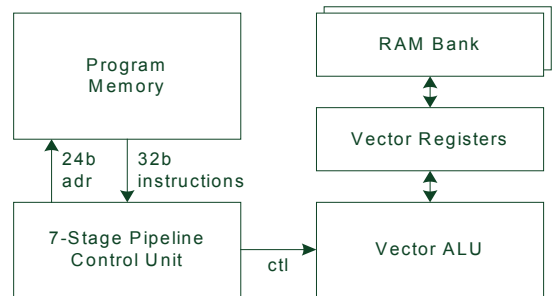 Program
Memory
RAM Bank
Vector Registers
24b
adr
32b
instructions
7-Stage Pipeline
Control Unit
ctl
Vector ALU